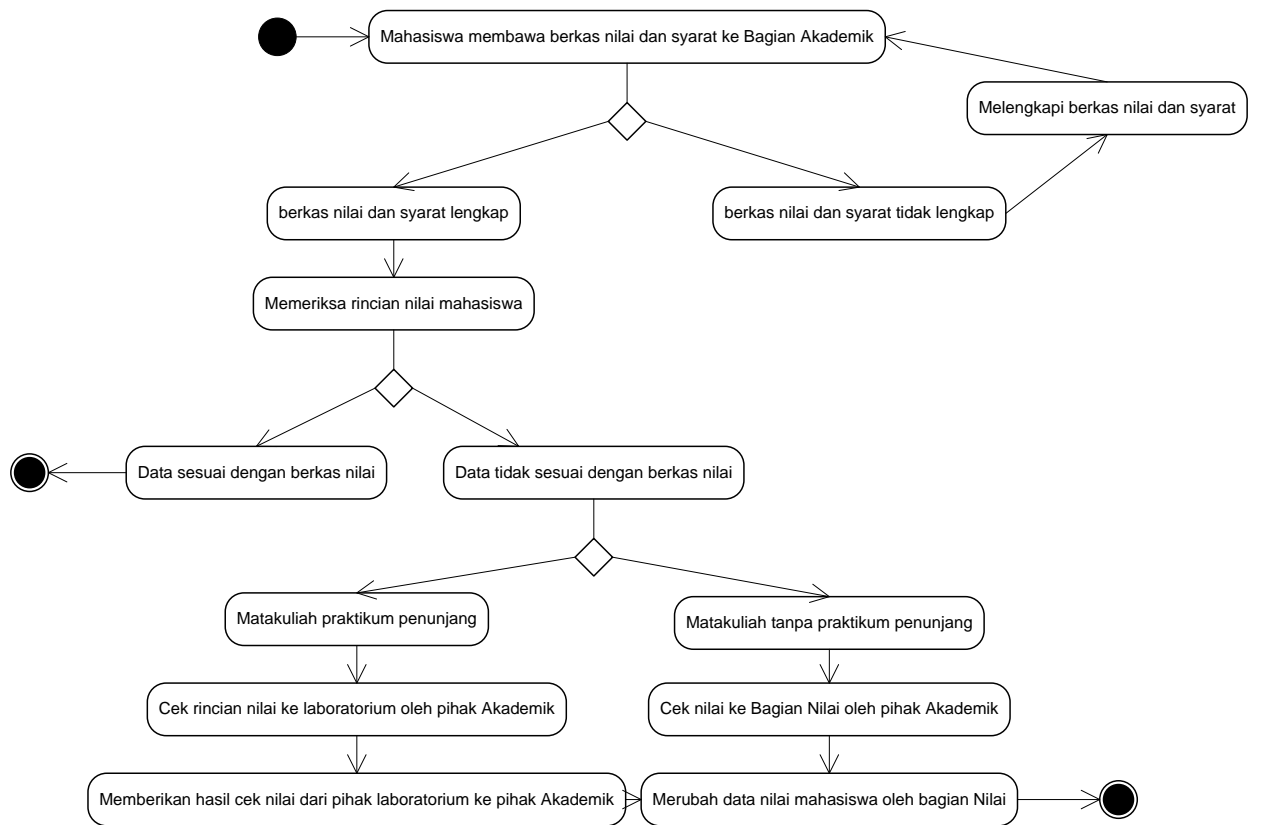 Mahasiswa membawa berkas nilai dan syarat ke Bagian Akademik
Melengkapi berkas nilai dan syarat
berkas nilai dan syarat lengkap
berkas nilai dan syarat tidak lengkap
Memeriksa rincian nilai mahasiswa
Data sesuai dengan berkas nilai
Data tidak sesuai dengan berkas nilai
Matakuliah praktikum penunjang
Matakuliah tanpa praktikum penunjang
Cek rincian nilai ke laboratorium oleh pihak Akademik
Cek nilai ke Bagian Nilai oleh pihak Akademik
Memberikan hasil cek nilai dari pihak laboratorium ke pihak Akademik
Merubah data nilai mahasiswa oleh bagian Nilai